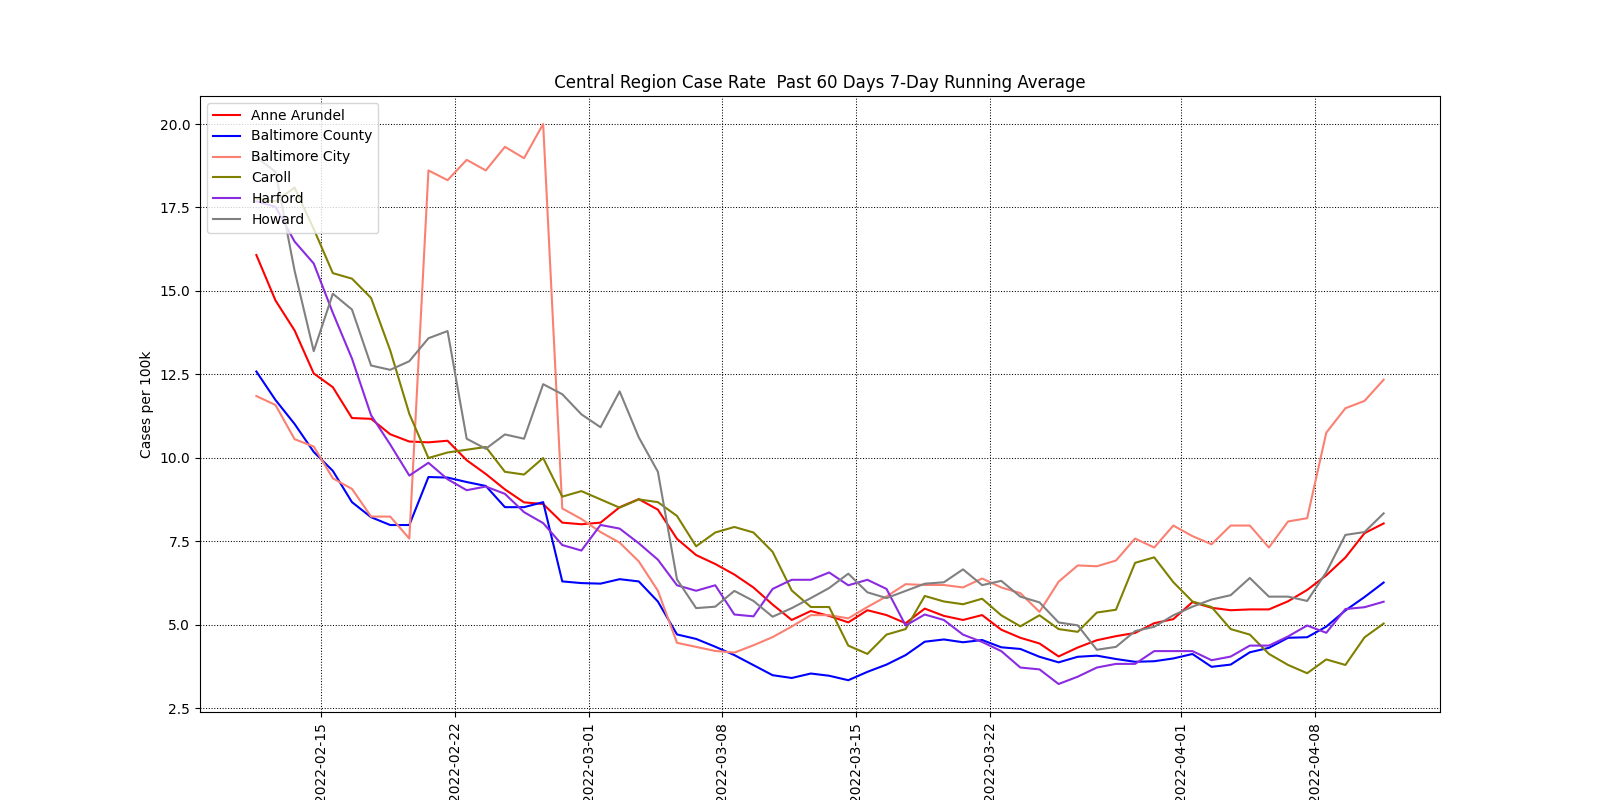 Central Region Case Rate  Past 60 Days 7-Day Running Average
Anne Arundel
Baltimore County
Baltimore City
Caroll
Harford
Howard
Cases per 100k
20.0
17.5
15.0
12.5
10.0
7.5
5.0
2.5
2022-02-15
2022-02-22
2022-03-01
2022-03-08
2022-03-15
2022-03-22
2022-04-01
2022-04-08